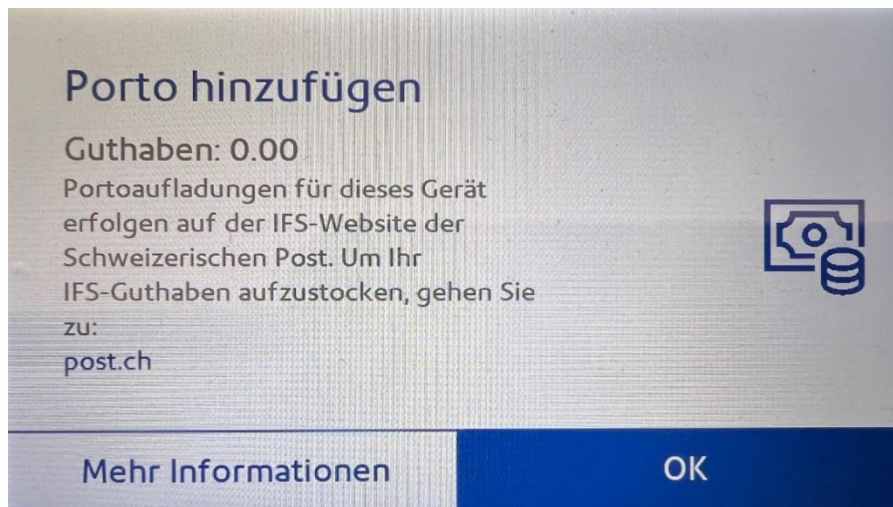 Porto hinzufügen
Guthaben: 0.00
Portoaufladungen für dieses Gerät
erfolgen auf der IFS-Website der
Schweizerischen Post. Um Ihr
IFS-Guthaben aufzustocken, gehen Sie
zu:
post.ch
Mehr Informationen
OK